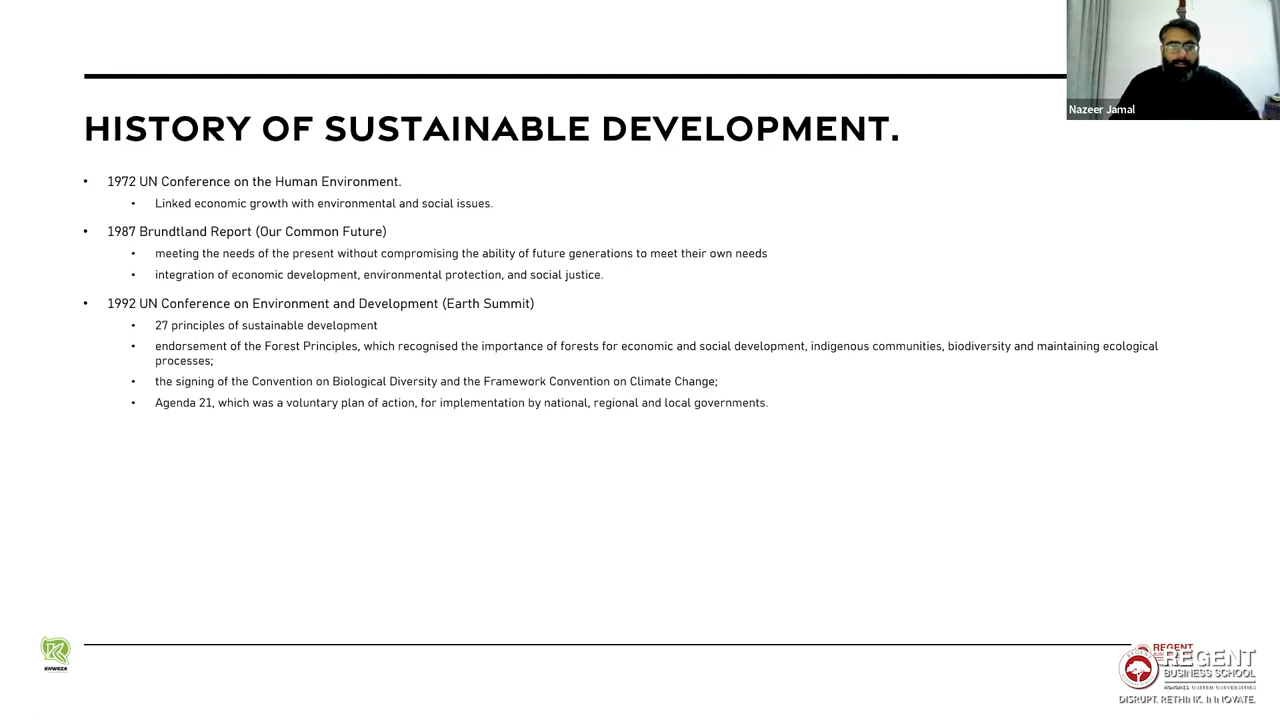 Nazeer Jamal
HISTORY OF SUSTAINABLE DEVELOPMENT.
• 1972 UN Conference on the Human Environment.
• Linked economic growth with environmental and social issues.
• 1987 Brundtland Report (Our Common Future)
• meeting the needs of the present without compromising the ability of future generations to meet their own needs
• integration of economic development, environmental protection, and social justice.
• 1992 UN Conference on Environment and Development (Earth Summit)
• 27 principles of sustainable development
• endorsement of the Forest Principles, which recognised the importance of forests for economic and social development, indigenous communities, biodiversity and maintaining ecological
processes;
• the signing of the Convention on Biological Diversity and the Framework Convention on Climate Change;
• Agenda 21, which was a voluntary plan of action, for implementation by national, regional and local governments.
KHWEZA
REGENT
REGENT
BUSINESS SCHOOL
DISRUPT. RETHINK. INNOVATE.